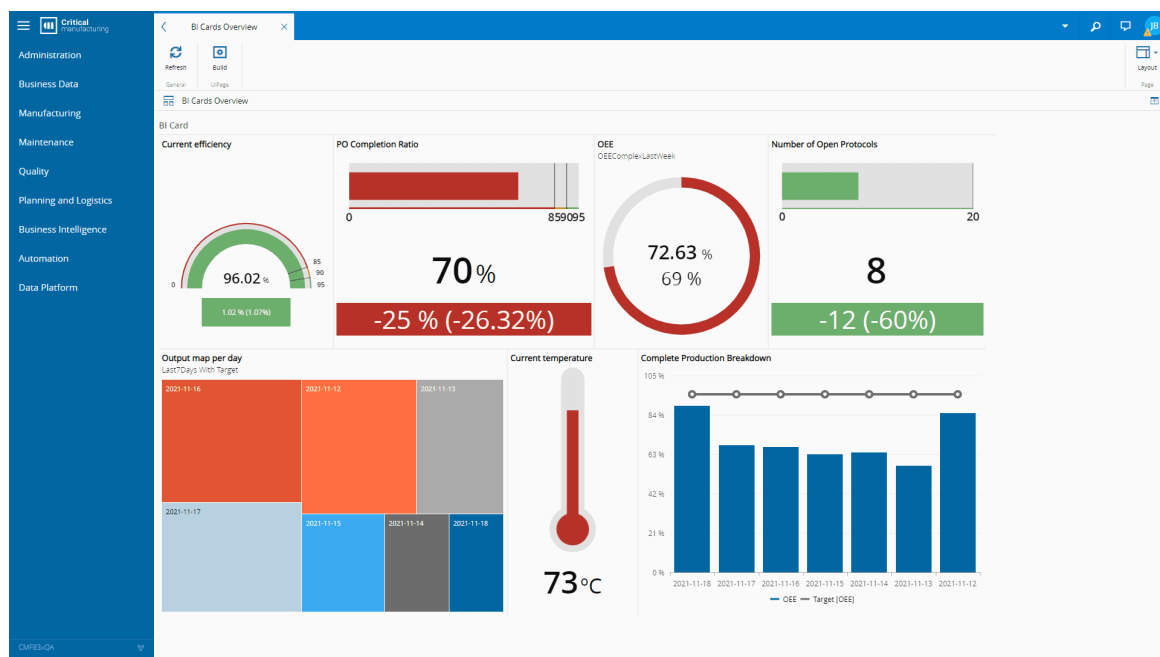 Critical
manufacturing
BI Cards Overview
JB
Administration
Business Data
Manufacturing
Maintenance
Quality
Planning and Logistics
Business Intelligence
Automation
Data Platform
CMF83xQA
Refresh
Build
Layout
General
UIPage
Page
BI Cards Overview
BI Card
Current efficiency
0
85
90
95
96.02 %
1.02 % (1.07%)
PO Completion Ratio
0
859095
70%
-25 % (-26.32%)
OEE
OEEComplexLastWeek
72.63 %
69 %
Number of Open Protocols
0 20
8
-12 (-60%)
Output map per day
Last7Days With Target
2021-11-16
2021-11-12
2021-11-13
2021-11-17
2021-11-15
2021-11-14
2021-11-18
Current temperature
73°C
Complete Production Breakdown
105 %
84 %
63 %
42 %
21 %
0 %
2021-11-18 2021-11-17 2021-11-16 2021-11-15 2021-11-14 2021-11-13 2021-11-12
OEE Target [OEE]